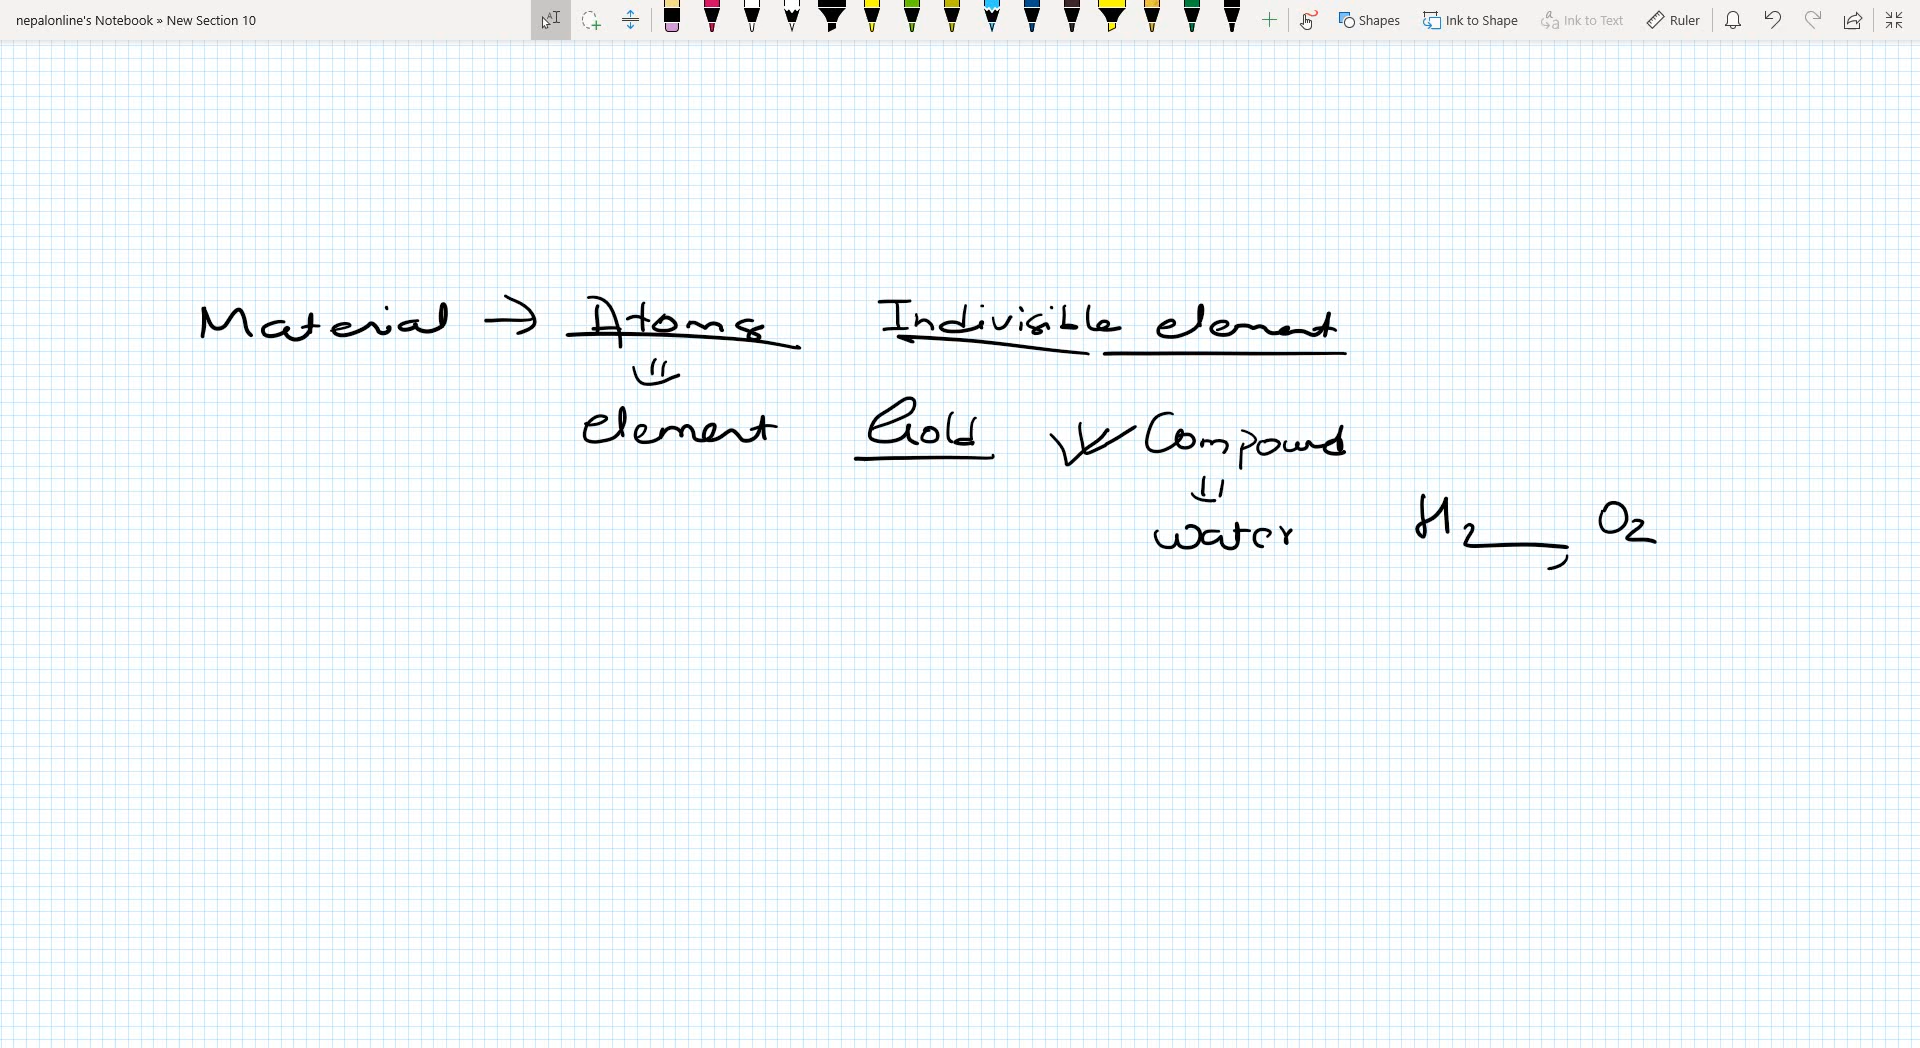 nepalonline's Notebook » New Section 10
Shapes Ink to Shape Ink to Text Ruler
Material → Atoms Indivisible element
element Gold Compound
water H2 O2